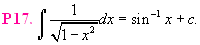 P17. ∫ 1/√(1 − x²) dx = sin⁻¹ x + c.